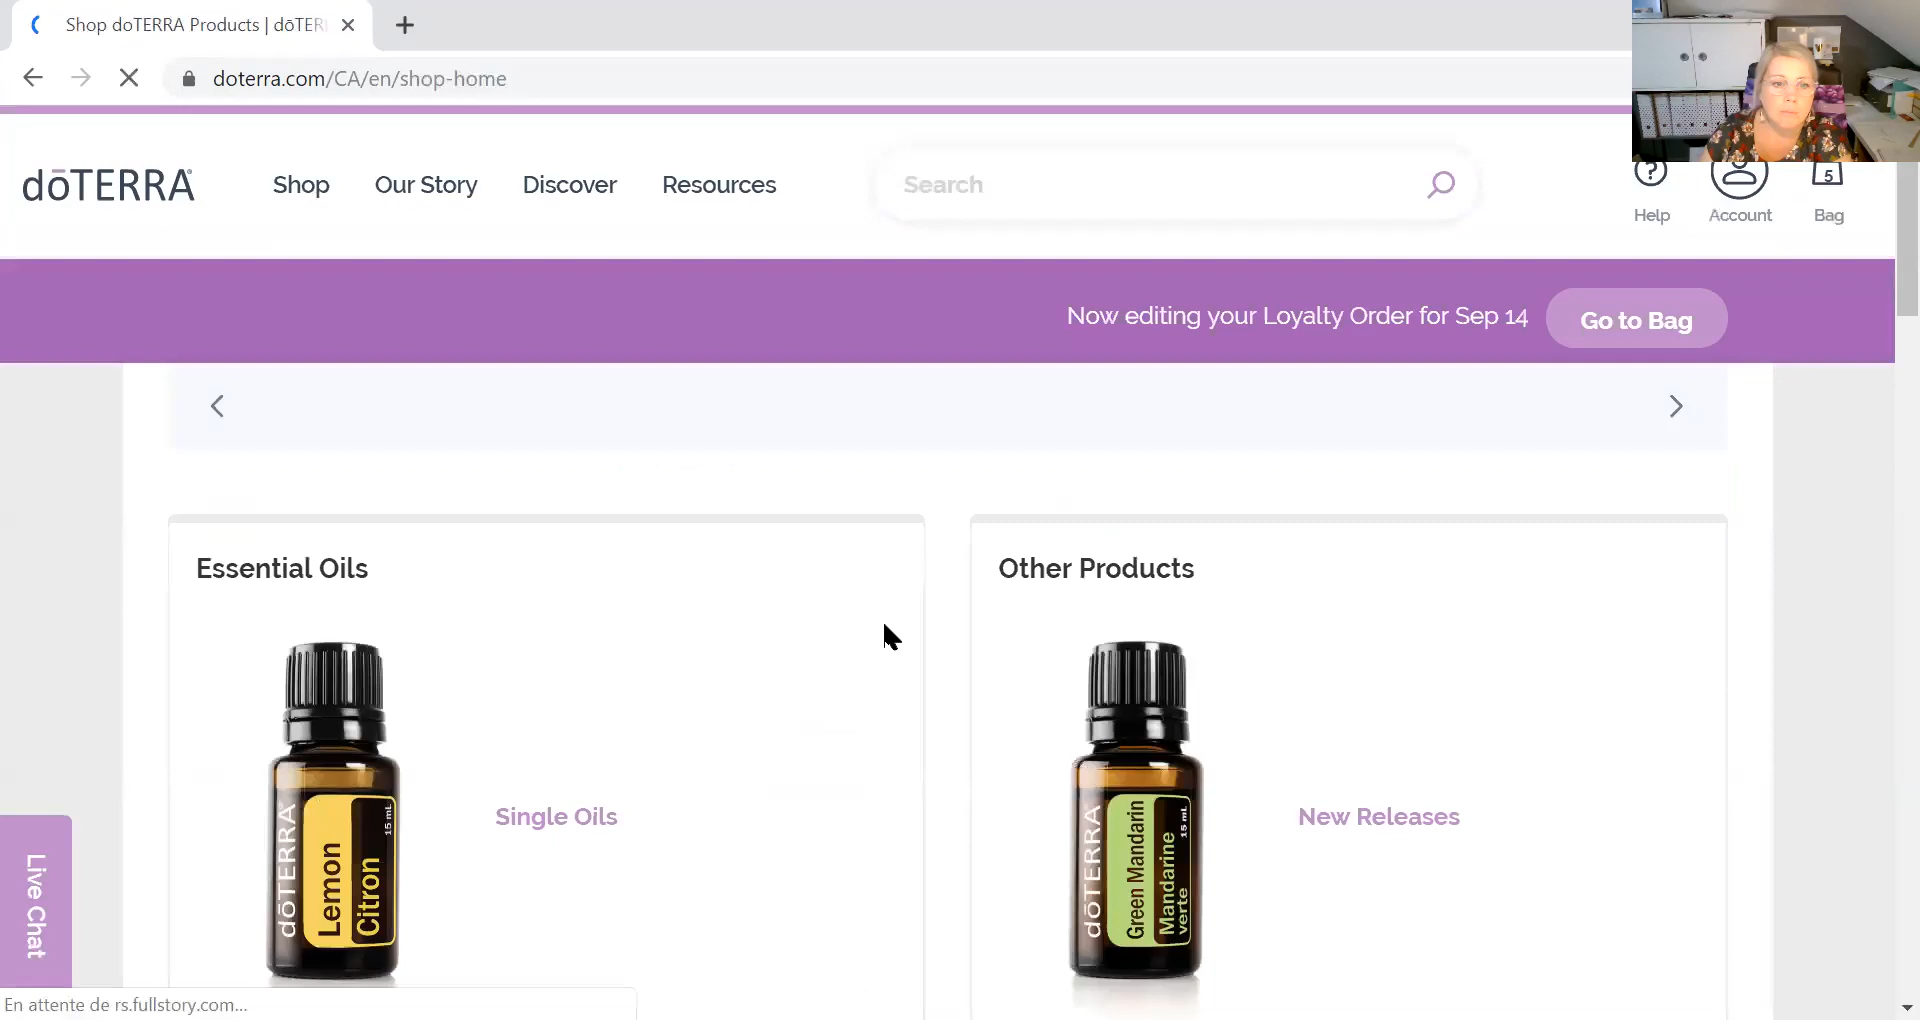 Shop doTERRA Products | dōTER
doterra.com/CA/en/shop-home
dōTERRA
Shop
Our Story
Discover
Resources
Search
Help
Account
5
Bag
Now editing your Loyalty Order for Sep 14
Go to Bag
Essential Oils
Other Products
dōTERRA
Lemon
Citron
15 mL
Single Oils
dōTERRA
Green Mandarin
Mandarine
verte
15 mL
New Releases
Live Chat
En attente de rs.fullstory.com...